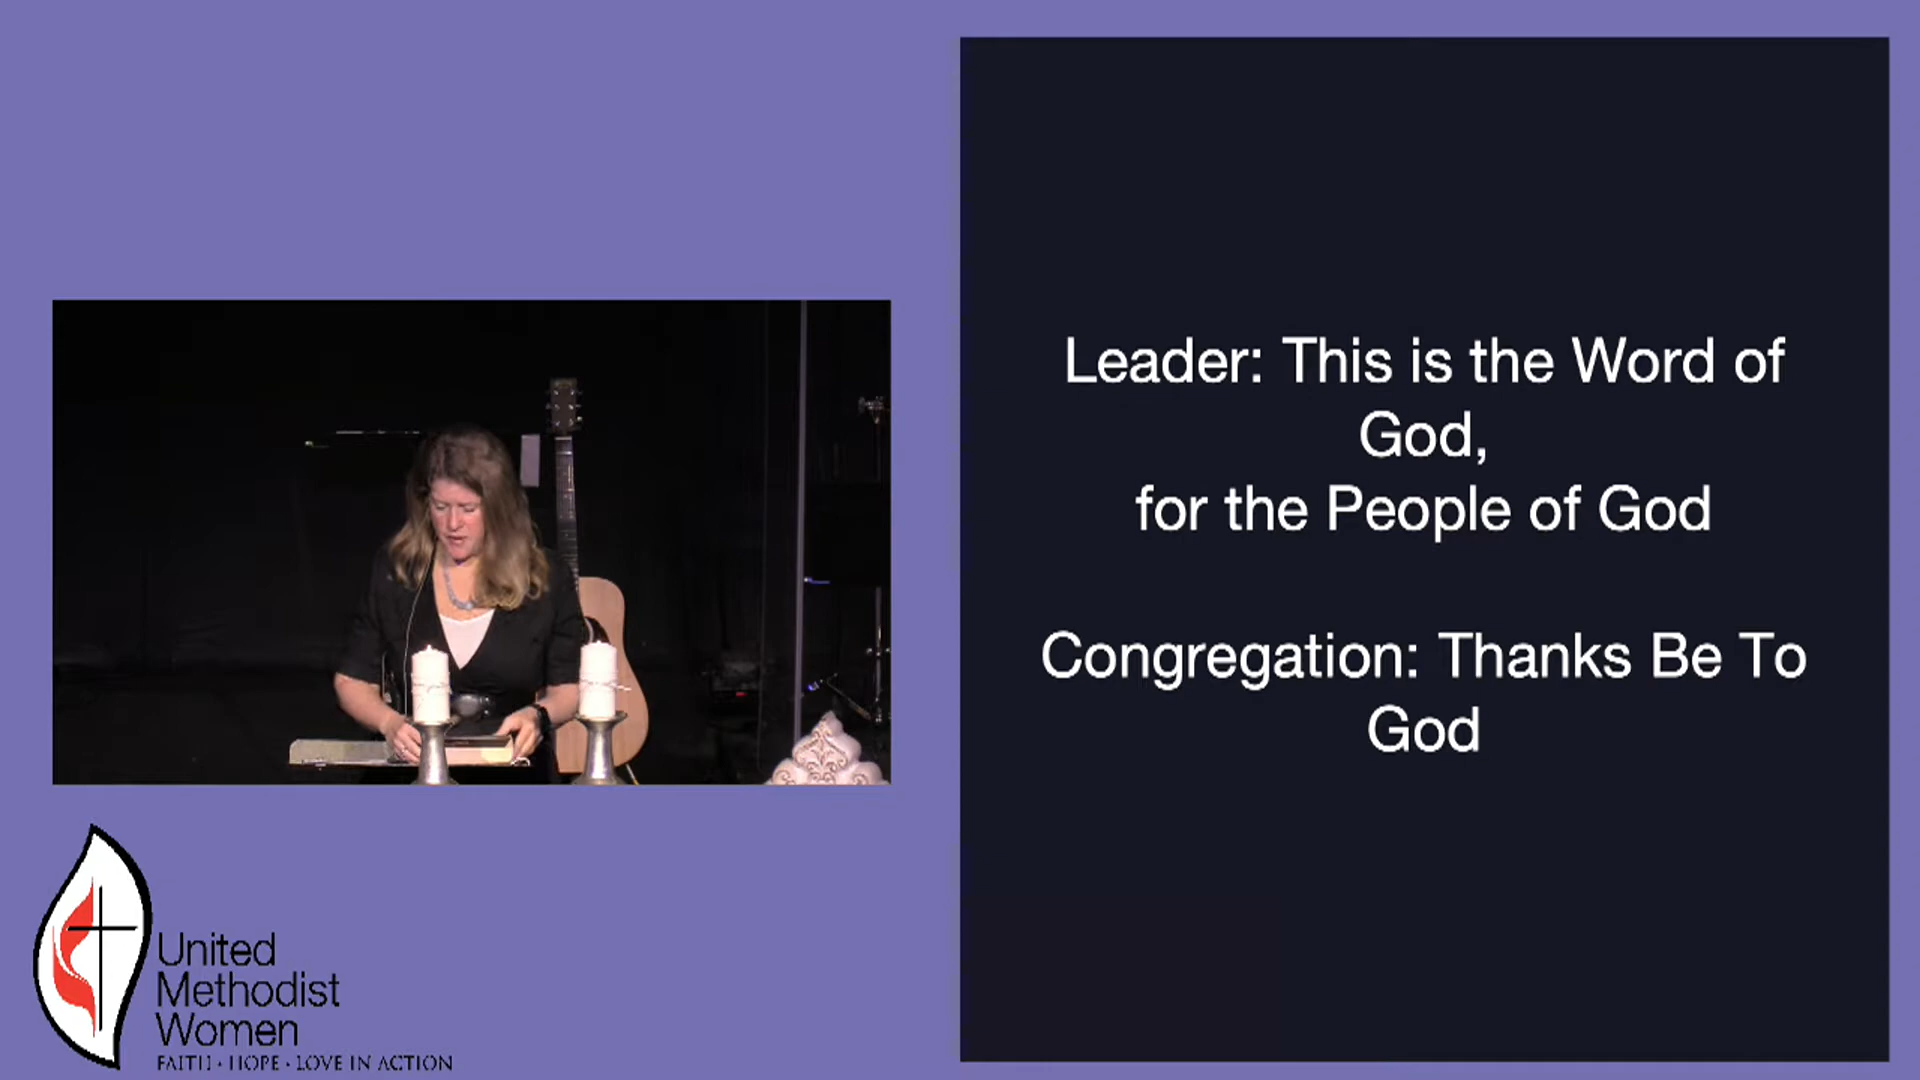 Leader: This is the Word of
God,
for the People of God
Congregation: Thanks Be To
God
United
Methodist
Women
FAITH • HOPE • LOVE IN ACTION